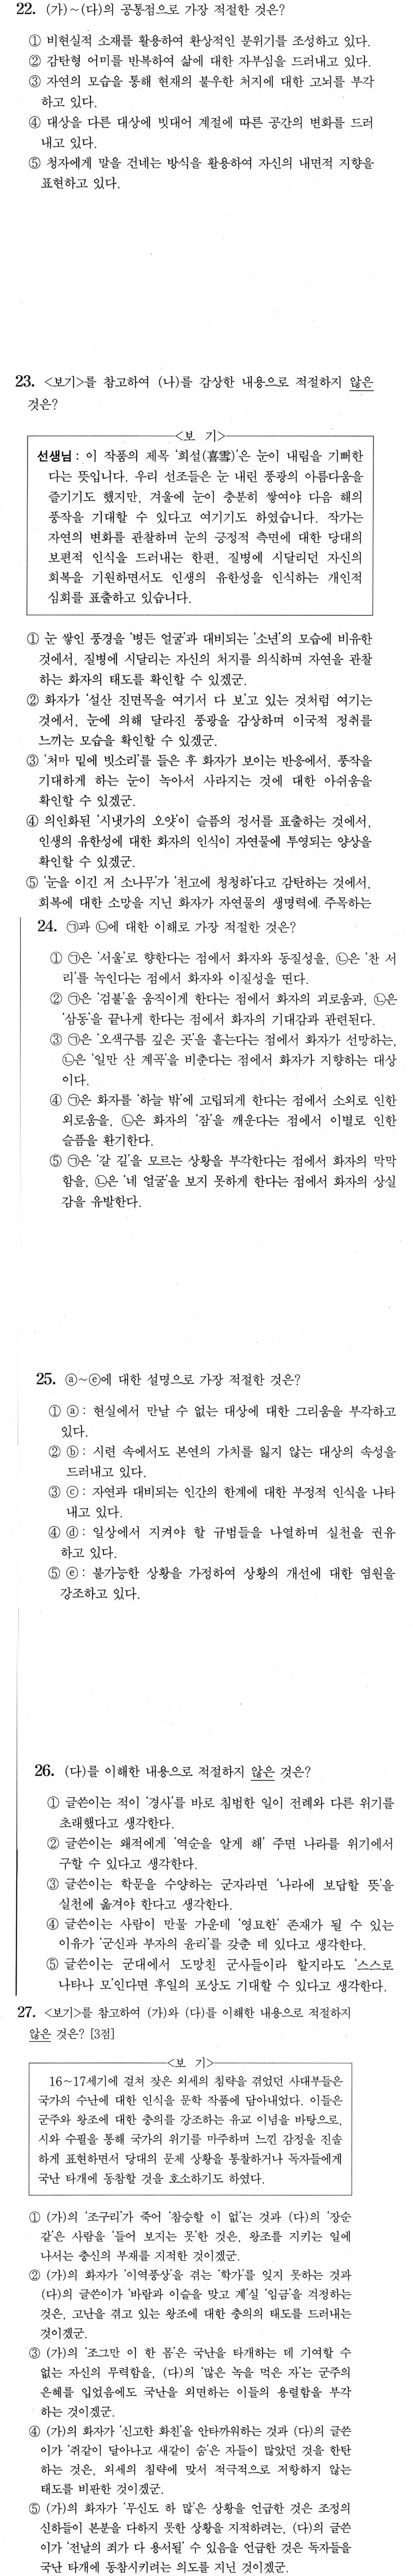 22. (가)~(다)의 공통점으로 가장 적절한 것은?
① 비현실적 소재를 활용하여 환상적인 분위기를 조성하고 있다.
② 감탄형 어미를 반복하여 삶에 대한 자부심을 드러내고 있다.
③ 자연의 모습을 통해 현재의 불우한 처지에 대한 고뇌를 부각
하고 있다.
④ 대상을 다른 대상에 빗대어 계절에 따른 공간의 변화를 드러
내고 있다.
⑤ 청자에게 말을 건네는 방식을 활용하여 자신의 내면적 지향을
표현하고 있다.
23. <보기>를 참고하여 (나)를 감상한 내용으로 적절하지 않은
것은?
<보 기>
선생님 : 이 작품의 제목 '희설(喜雪)'은 눈이 내림을 기뻐한
다는 뜻입니다. 우리 선조들은 눈 내린 풍광의 아름다움을
즐기기도 했지만, 겨울에 눈이 충분히 쌓여야 다음 해의
풍작을 기대할 수 있다고 여기기도 하였습니다. 작가는
자연의 변화를 관찰하며 눈의 긍정적 측면에 대한 당대의
보편적 인식을 드러내는 한편, 질병에 시달리던 자신의
회복을 기원하면서도 인생의 유한성을 인식하는 개인적
심회를 표출하고 있습니다.
① 눈 쌓인 풍경을 '병든 얼굴'과 대비되는 '소년'의 모습에 비유한
것에서, 질병에 시달리는 자신의 처지를 의식하며 자연을 관찰
하는 화자의 태도를 확인할 수 있겠군.
② 화자가 '설산 진면목을 여기서 다 보'고 있는 것처럼 여기는
것에서, 눈에 의해 달라진 풍광을 감상하며 이국적 정취를
느끼는 모습을 확인할 수 있겠군.
③ '처마 밑에 빗소리'를 들은 후 화자가 보이는 반응에서, 풍작을
기대하게 하는 눈이 녹아서 사라지는 것에 대한 아쉬움을
확인할 수 있겠군.
④ 의인화된 '시냇가의 오얏'이 슬픔의 정서를 표출하는 것에서,
인생의 유한성에 대한 화자의 인식이 자연물에 투영되는 양상을
확인할 수 있겠군.
⑤ '눈을 이긴 저 소나무'가 '천고에 청청하'다고 감탄하는 것에서,
회복에 대한 소망을 지닌 화자가 자연물의 생명력에 주목하는
24. ㉠과 ㉡에 대한 이해로 가장 적절한 것은?
① ㉠은 '서울'로 향한다는 점에서 화자와 동질성을, ㉡은 '찬 서
리'를 녹인다는 점에서 화자와 이질성을 띤다.
② ㉠은 '검불'을 움직이게 한다는 점에서 화자의 괴로움과, ㉡은
'삼동'을 끝나게 한다는 점에서 화자의 기대감과 관련된다.
③ ㉠은 '오색구름 깊은 곳'을 흩는다는 점에서 화자가 선망하는,
㉡은 '일만 산 계곡'을 비춘다는 점에서 화자가 지향하는 대상
이다.
④ ㉠은 화자를 '하늘 밖'에 고립되게 한다는 점에서 소외로 인한
외로움을, ㉡은 화자의 '잠'을 깨운다는 점에서 이별로 인한
슬픔을 환기한다.
⑤ ㉠은 '갈 길'을 모르는 상황을 부각한다는 점에서 화자의 막막
함을, ㉡은 '네 얼굴'을 보지 못하게 한다는 점에서 화자의 상실
감을 유발한다.
25. ⓐ~ⓔ에 대한 설명으로 가장 적절한 것은?
① ⓐ : 현실에서 만날 수 없는 대상에 대한 그리움을 부각하고
있다.
② ⓑ : 시련 속에서도 본연의 가치를 잃지 않는 대상의 속성을
드러내고 있다.
③ ⓒ : 자연과 대비되는 인간의 한계에 대한 부정적 인식을 나타
내고 있다.
④ ⓓ : 일상에서 지켜야 할 규범들을 나열하며 실천을 권유
하고 있다.
⑤ ⓔ : 불가능한 상황을 가정하여 상황의 개선에 대한 염원을
강조하고 있다.
26. (다)를 이해한 내용으로 적절하지 않은 것은?
① 글쓴이는 적이 '경사'를 바로 침범한 일이 전례와 다른 위기를
초래했다고 생각한다.
② 글쓴이는 왜적에게 '역순을 알게 해' 주면 나라를 위기에서
구할 수 있다고 생각한다.
③ 글쓴이는 학문을 수양하는 군자라면 '나라에 보답할 뜻'을
실천에 옮겨야 한다고 생각한다.
④ 글쓴이는 사람이 만물 가운데 '영묘한' 존재가 될 수 있는
이유가 '군신과 부자의 윤리'를 갖춘 데 있다고 생각한다.
⑤ 글쓴이는 군대에서 도망친 군사들이라 할지라도 '스스로
나타나 모'인다면 후일의 포상도 기대할 수 있다고 생각한다.
27. <보기>를 참고하여 (가)와 (다)를 이해한 내용으로 적절하지
않은 것은? [3점]
<보 기>
16~17세기에 걸쳐 잦은 외세의 침략을 겪었던 사대부들은
국가의 수난에 대한 인식을 문학 작품에 담아내었다. 이들은
군주와 왕조에 대한 충의를 강조하는 유교 이념을 바탕으로,
시와 수필을 통해 국가의 위기를 마주하며 느낀 감정을 진솔
하게 표현하면서 당대의 문제 상황을 통찰하거나 독자들에게
국난 타개에 동참할 것을 호소하기도 하였다.
① (가)의 '조구리'가 죽어 '참승할 이 없'는 것과 (다)의 '장순
같'은 사람을 '들어 보지는 못'한 것은, 왕조를 지키는 일에
나서는 충신의 부재를 지적한 것이겠군.
② (가)의 화자가 '이역풍상'을 겪는 '학가'를 잊지 못하는 것과
(다)의 글쓴이가 '바람과 이슬을 맞고 계'실 '임금'을 걱정하는
것은, 고난을 겪고 있는 왕조에 대한 충의의 태도를 드러내는
것이겠군.
③ (가)의 '조그만 이 한 몸'은 국난을 타개하는 데 기여할 수
없는 자신의 무력함을, (다)의 '많은 녹을 먹은 자'는 군주의
은혜를 입었음에도 국난을 외면하는 이들의 용렬함을 부각
하는 것이겠군.
④ (가)의 화자가 '신고한 화친'을 안타까워하는 것과 (다)의 글쓴
이가 '쥐같이 달아나고 새같이 숨'은 자들이 많았던 것을 한탄
하는 것은, 외세의 침략에 맞서 적극적으로 저항하지 않는
태도를 비판한 것이겠군.
⑤ (가)의 화자가 '무신도 하 많'은 상황을 언급한 것은 조정의
신하들이 본분을 다하지 못한 상황을 지적하려는, (다)의 글쓴
이가 '전날의 죄가 다 용서될' 수 있음을 언급한 것은 독자들을
국난 타개에 동참시키려는 의도를 지닌 것이겠군.